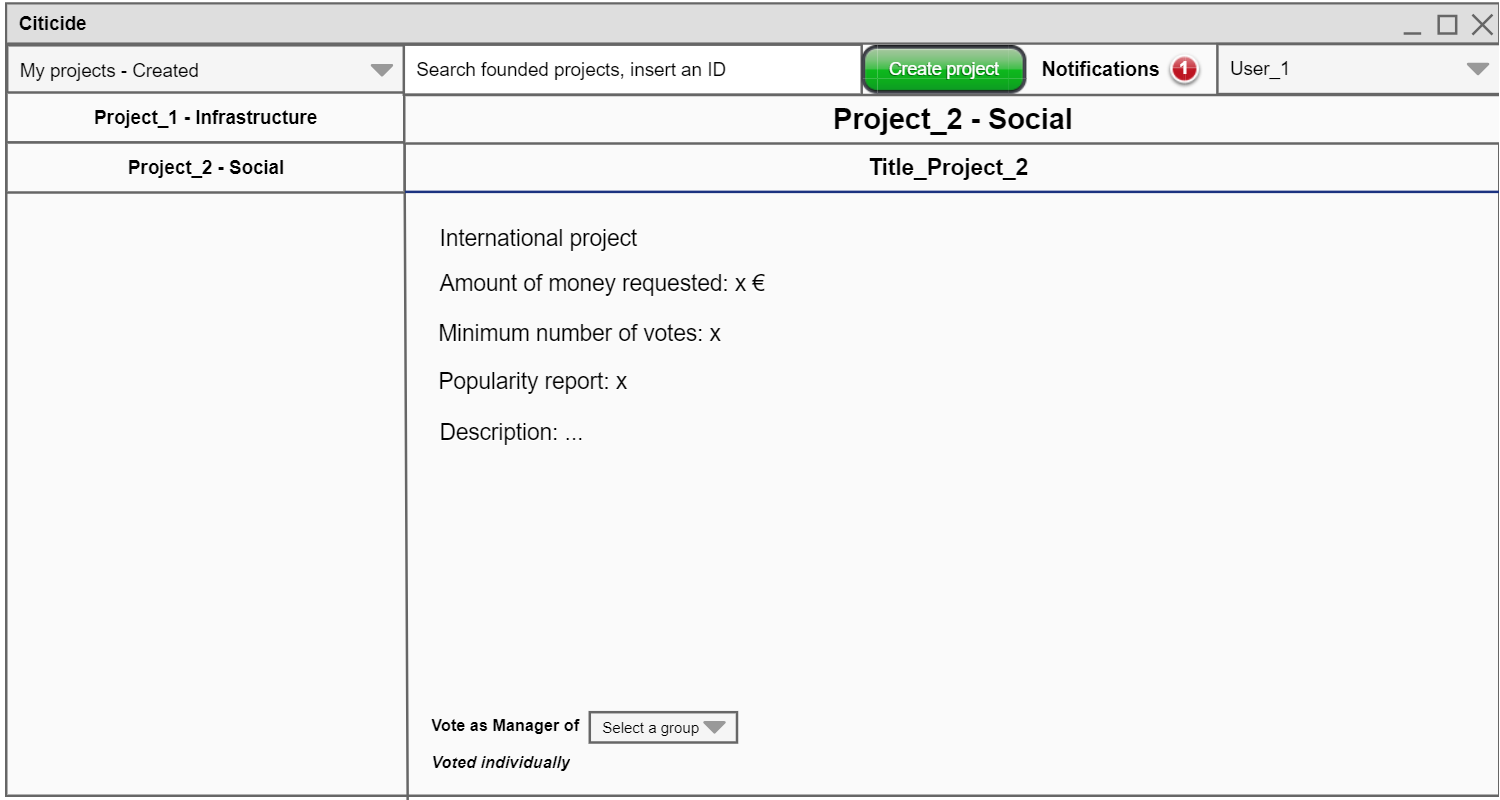 Citicide
My projects - Created
Search founded projects, insert an ID
Create project
Notifications
1
User_1
Project_1 - Infrastructure
Project_2 - Social
Project_2 - Social
Title_Project_2
International project
Amount of money requested: x €
Minimum number of votes: x
Popularity report: x
Description: ...
Vote as Manager of
Select a group
Voted individually